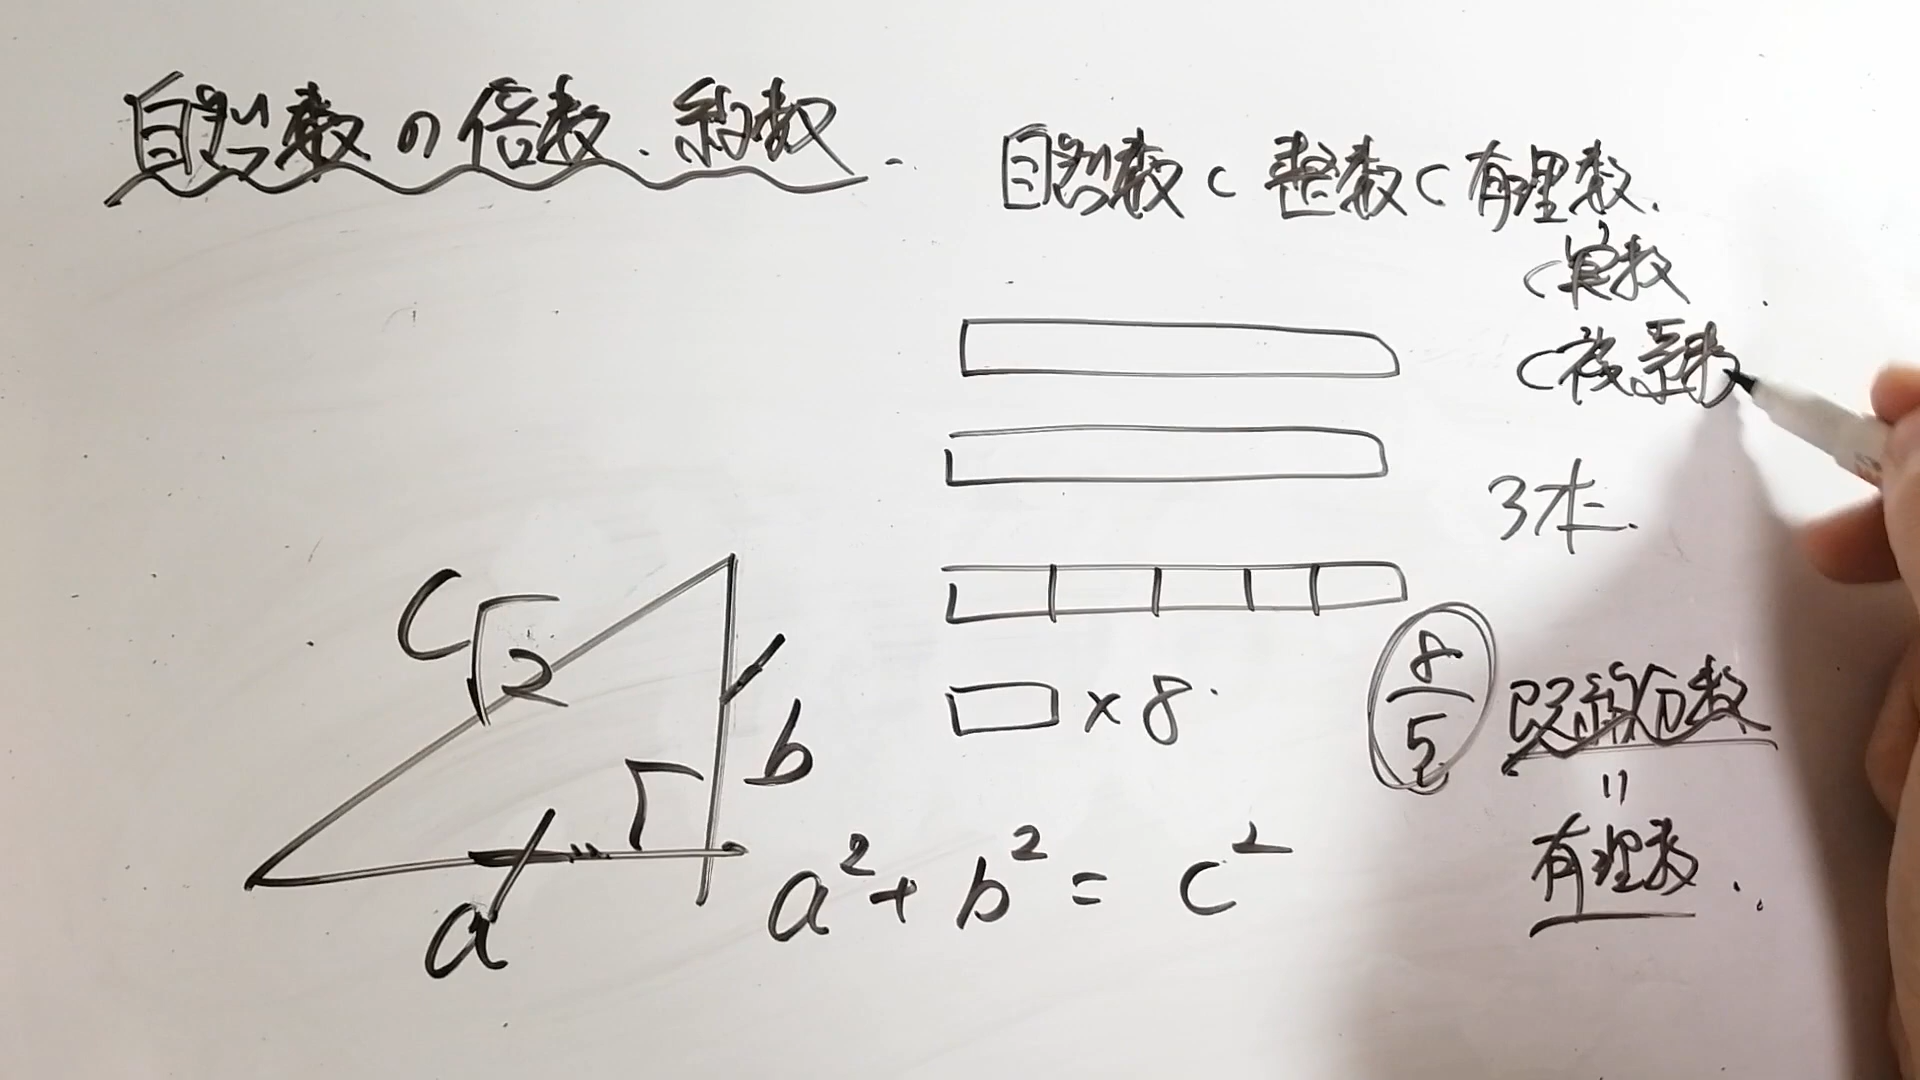 自然数の倍数.約数.
自然数⊂整数⊂有理数.
⊂実数
⊂複素数
3本.
c √2
b
a
□×8
8/5 既約分数
=
有理数.
a²+b²=c²